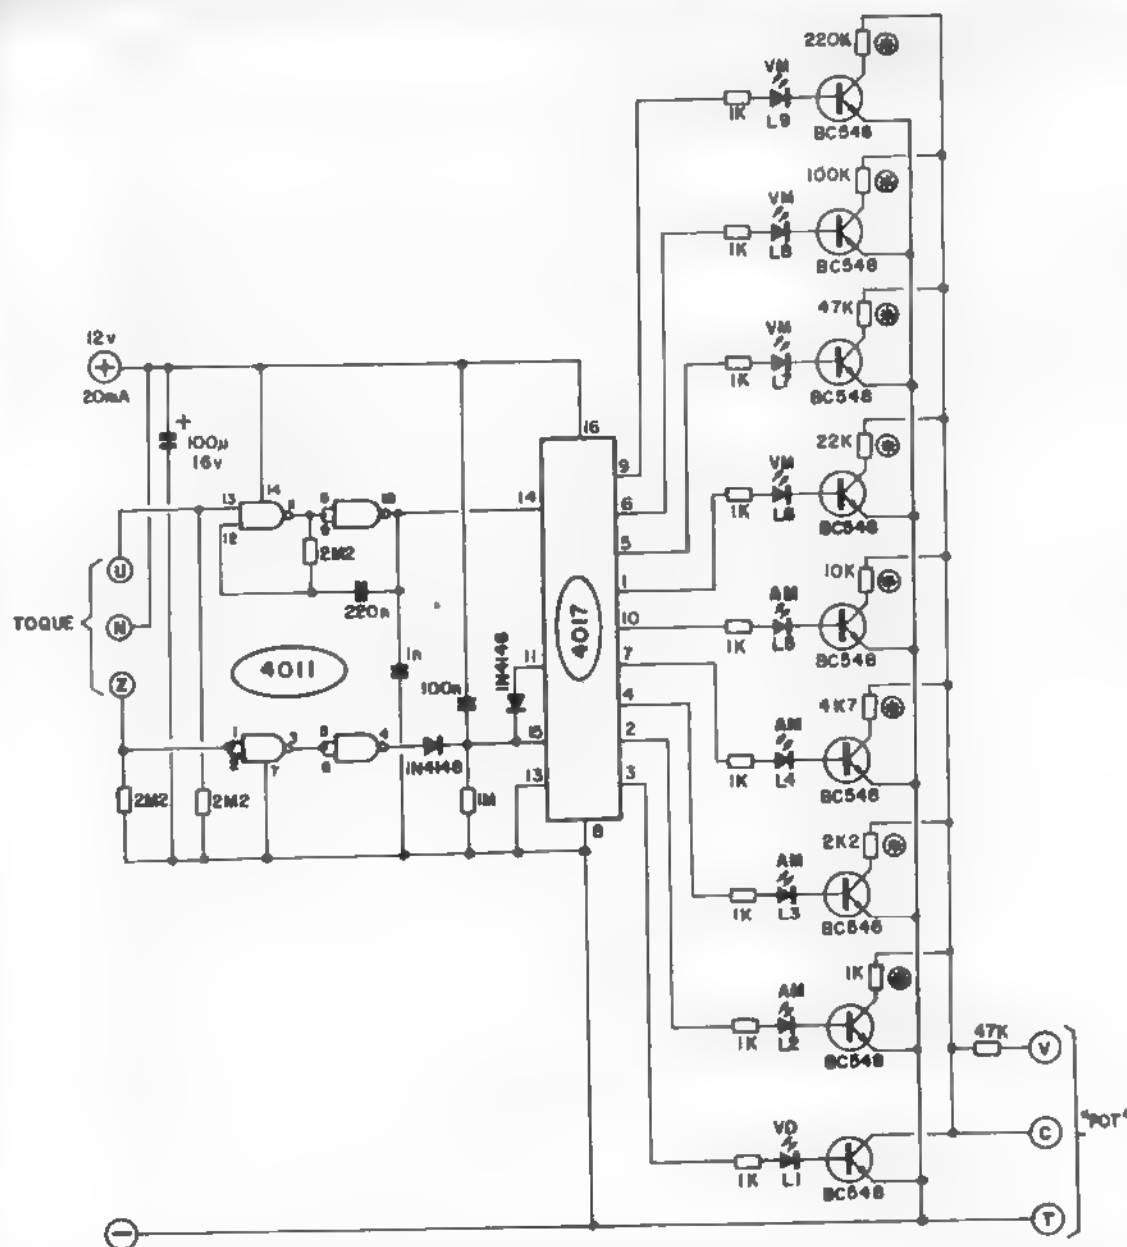 220K
VM
1K
L9
BC548
100K
VM
1K
L8
BC548
47K
VM
1K
L7
BC548
12v
20mA
+
100µ
16v
22K
VM
1K
L6
BC548
16
9
14
6
5
1
10
7
4
2
3
11
15
13
8
4017
13
14
12
11
10
2M2
220n
10K
AM
1K
L5
BC548
TOQUE
U
N
Z
4011
1n
100n
1N4148
4K7
AM
1K
L4
BC548
1
3
7
5
6
4
1N4148
2M2
2M2
1M
2K2
AM
1K
L3
BC548
1K
AM
1K
L2
BC548
47K
V
C
T
"POT"
VD
1K
L1
BC548